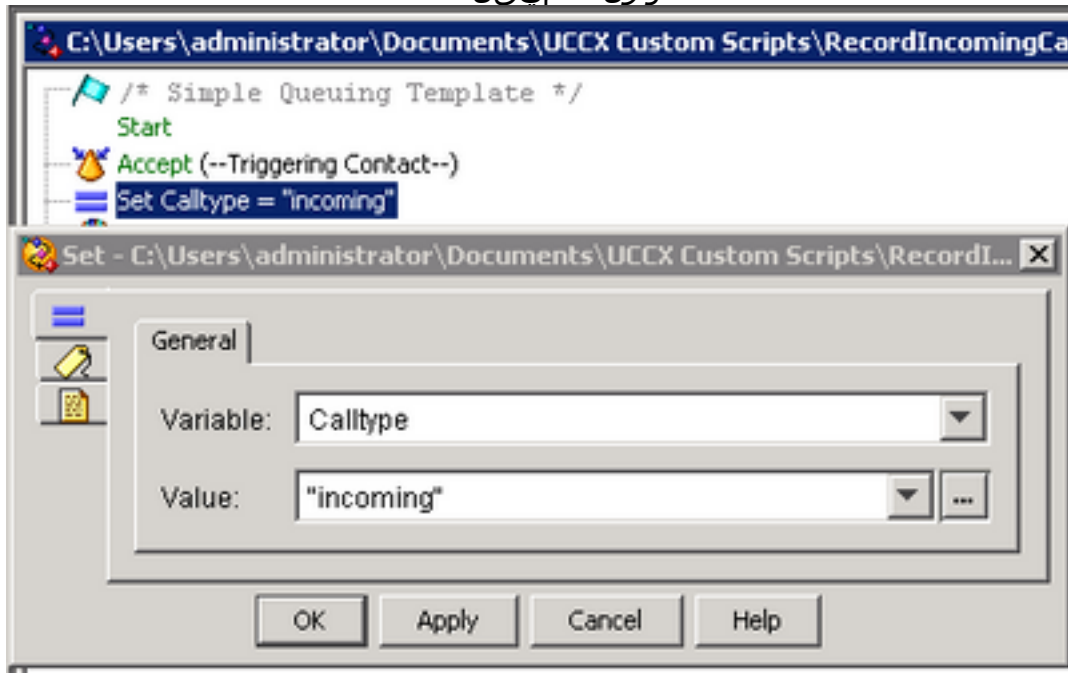 C:\Users\administrator\Documents\UCCX Custom Scripts\RecordIncomingCa
/* Simple Queuing Template */
Start
Accept (--Triggering Contact--)
Set Calltype = "incoming"
Set - C:\Users\administrator\Documents\UCCX Custom Scripts\RecordI...
General
Variable: Calltype
Value: "incoming" ...
OK Apply Cancel Help